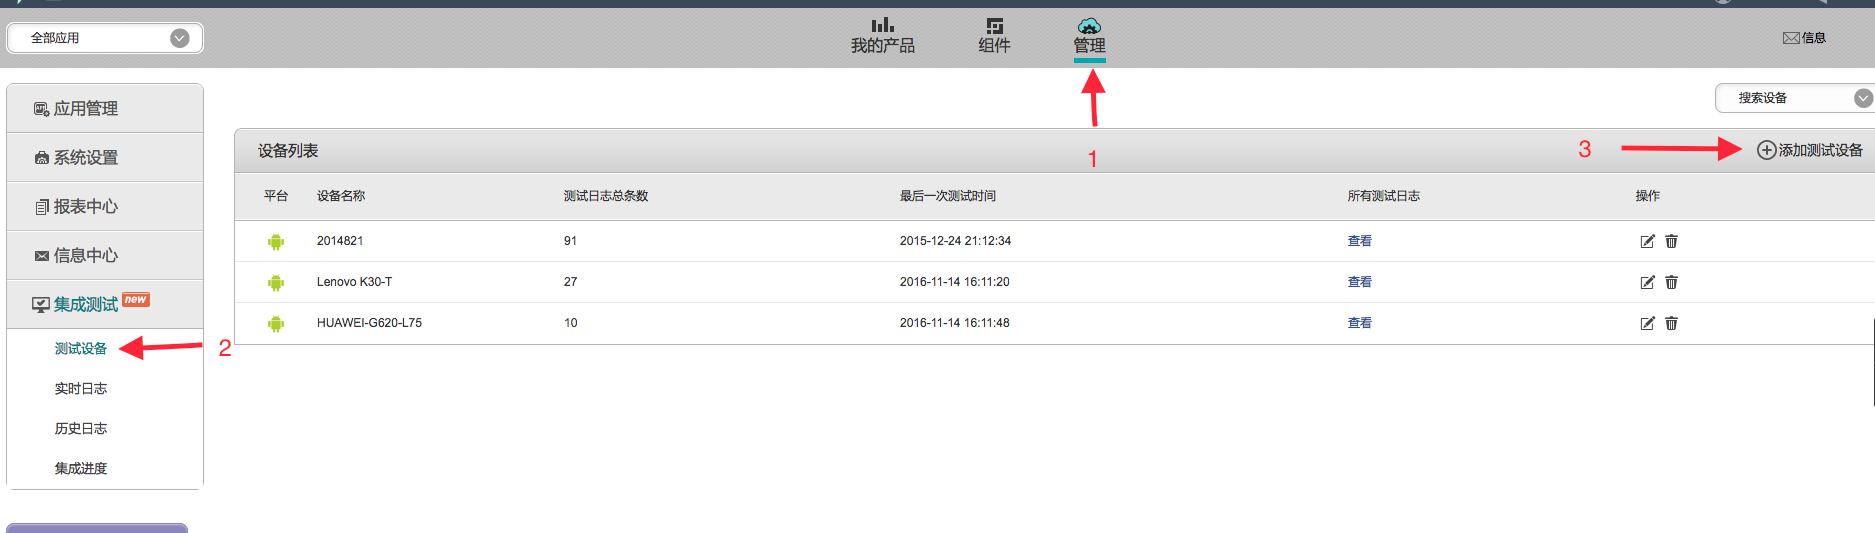 全部应用
我的产品
组件
管理
信息
应用管理
系统设置
报表中心
信息中心
集成测试 new
测试设备
实时日志
历史日志
集成进度
搜索设备
1
2
3
设备列表
添加测试设备
平台 设备名称 测试日志总条数 最后一次测试时间 所有测试日志 操作
2014821 91 2015-12-24 21:12:34 查看
Lenovo K30-T 27 2016-11-14 16:11:20 查看
HUAWEI-G620-L75 10 2016-11-14 16:11:48 查看